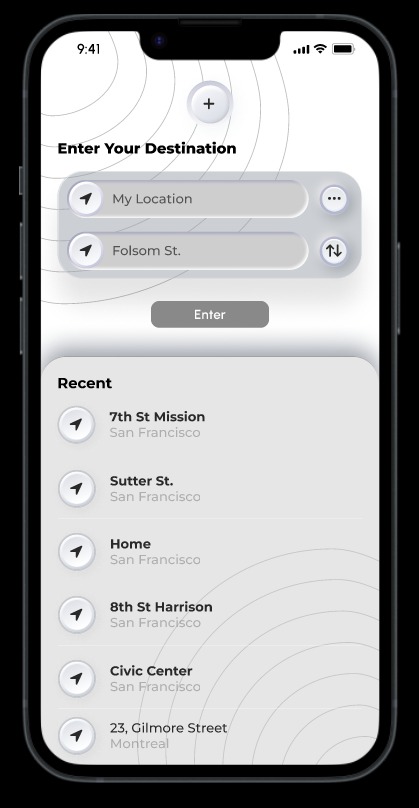 9:41
+
Enter Your Destination
My Location
Folsom St.
Enter
Recent
7th St Mission
San Francisco
Sutter St.
San Francisco
Home
San Francisco
8th St Harrison
San Francisco
Civic Center
San Francisco
23, Gilmore Street
Montreal